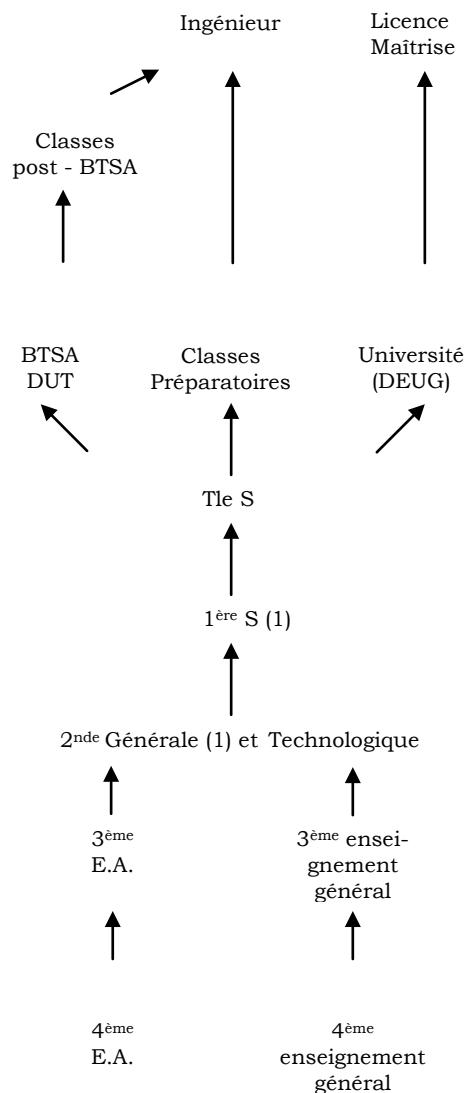 Ingénieur
Licence
Maîtrise
Classes
post - BTSA
BTSA
DUT
Classes
Préparatoires
Université
(DEUG)
Tle S
1ère S (1)
2nde Générale (1) et Technologique
3ème
E.A.
3ème ensei-
gnement
général
4ème
E.A.
4ème
enseignement
général